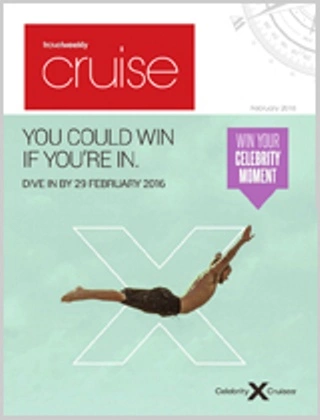 travelweekly
cruise
February 2016
YOU COULD WIN
IF YOU'RE IN.
DIVE IN BY 29 FEBRUARY 2016
WIN YOUR
CELEBRITY
MOMENT
Celebrity X Cruises